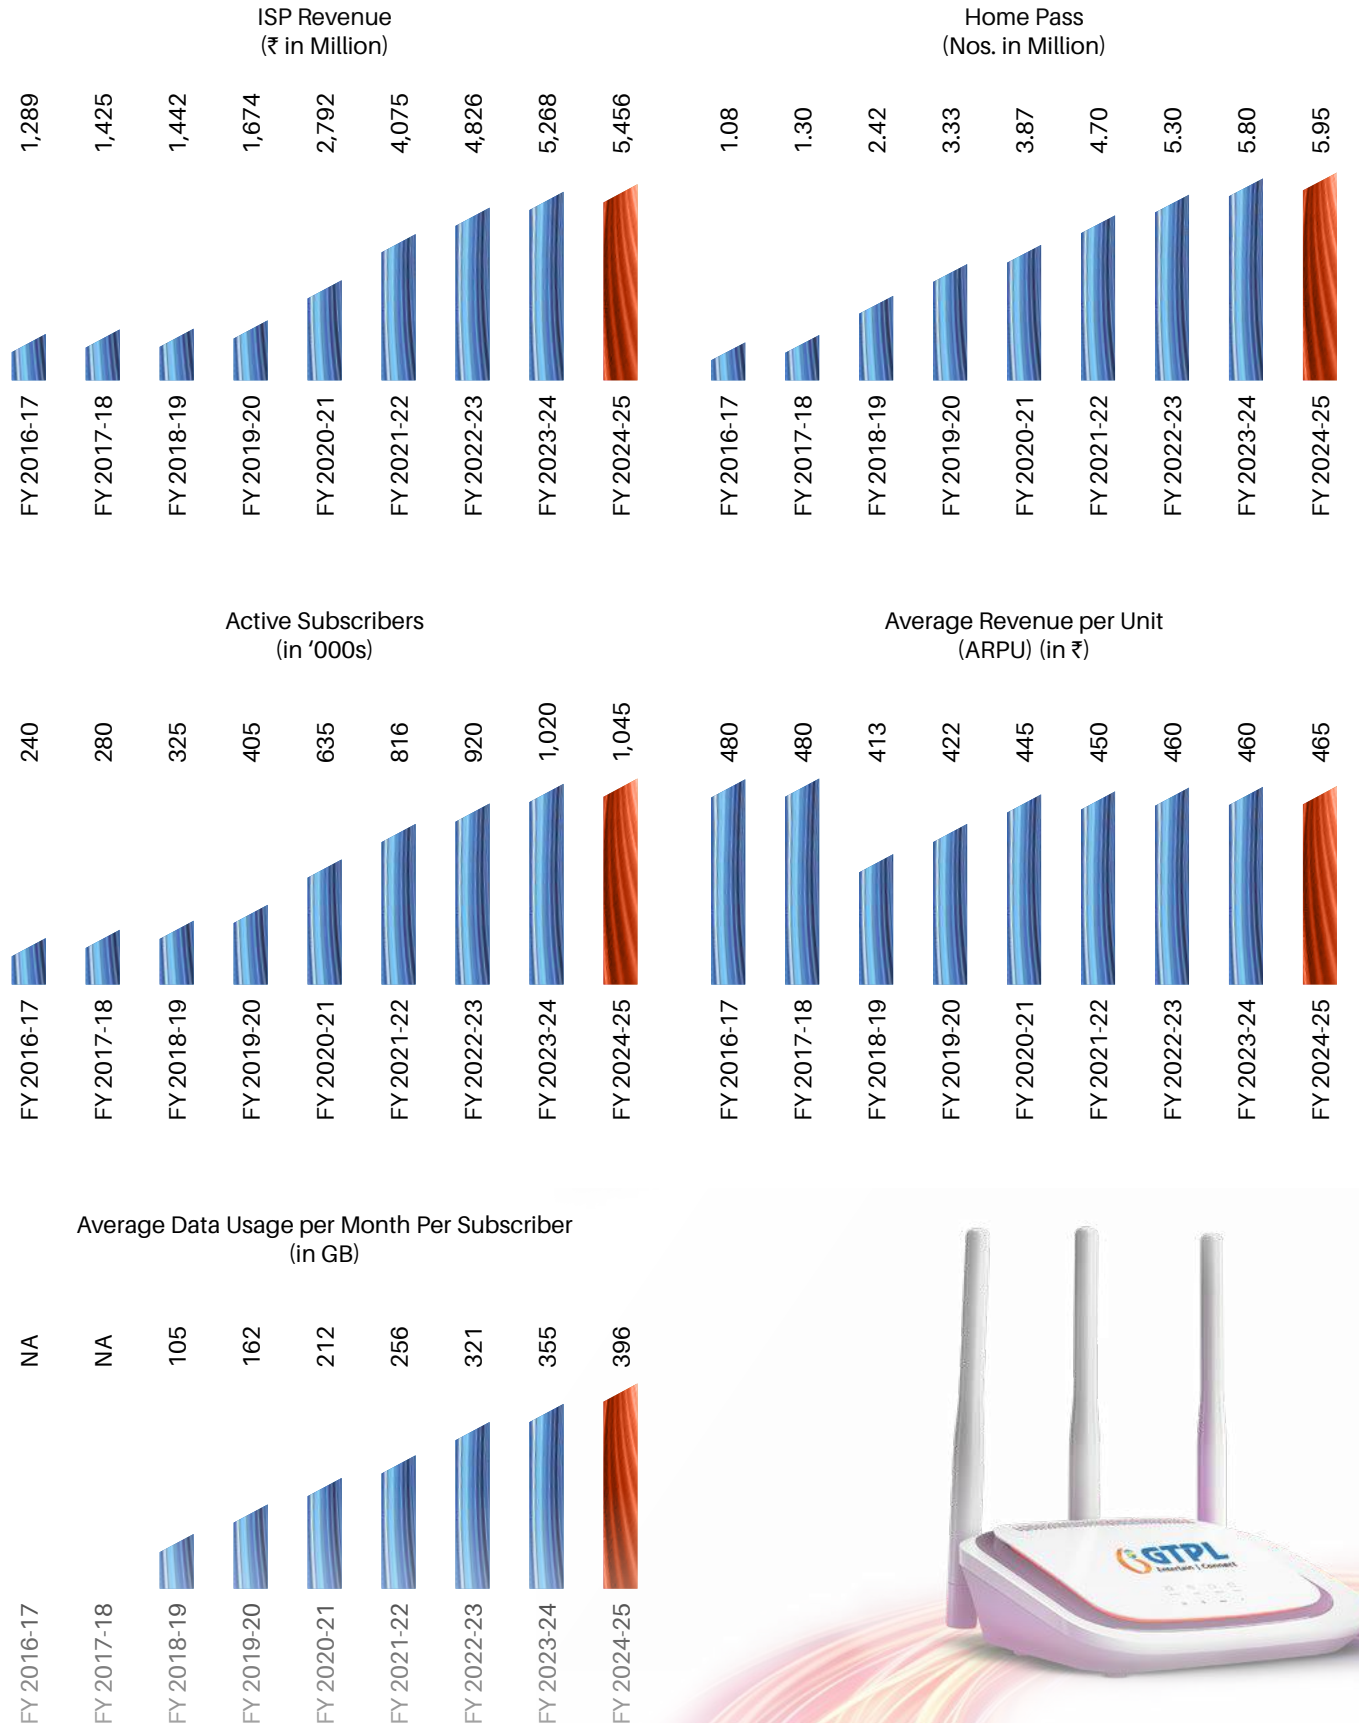 ISP Revenue
(₹ in Million)
1,289
1,425
1,442
1,674
2,792
4,075
4,826
5,268
5,456
FY 2016-17
FY 2017-18
FY 2018-19
FY 2019-20
FY 2020-21
FY 2021-22
FY 2022-23
FY 2023-24
FY 2024-25
Home Pass
(Nos. in Million)
1.08
1.30
2.42
3.33
3.87
4.70
5.30
5.80
5.95
FY 2016-17
FY 2017-18
FY 2018-19
FY 2019-20
FY 2020-21
FY 2021-22
FY 2022-23
FY 2023-24
FY 2024-25
Active Subscribers
(in ‘000s)
240
280
325
405
635
816
920
1,020
1,045
FY 2016-17
FY 2017-18
FY 2018-19
FY 2019-20
FY 2020-21
FY 2021-22
FY 2022-23
FY 2023-24
FY 2024-25
Average Revenue per Unit
(ARPU) (in ₹)
480
480
413
422
445
450
460
460
465
FY 2016-17
FY 2017-18
FY 2018-19
FY 2019-20
FY 2020-21
FY 2021-22
FY 2022-23
FY 2023-24
FY 2024-25
Average Data Usage per Month Per Subscriber
(in GB)
NA
NA
105
162
212
256
321
355
396
FY 2016-17
FY 2017-18
FY 2018-19
FY 2019-20
FY 2020-21
FY 2021-22
FY 2022-23
FY 2023-24
FY 2024-25
GTPL
Entertain | Connect